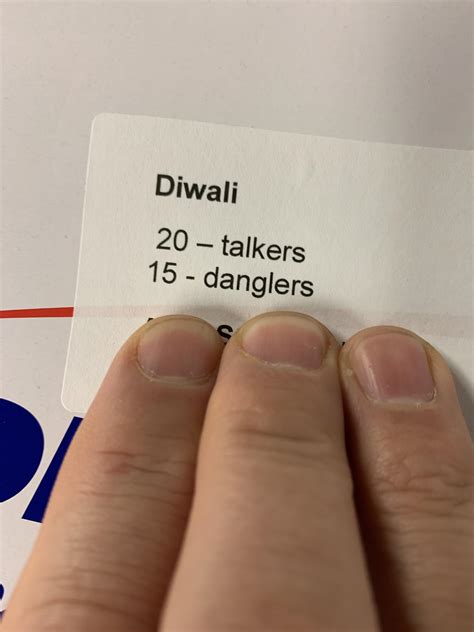 Diwali
20 – talkers
15 - danglers